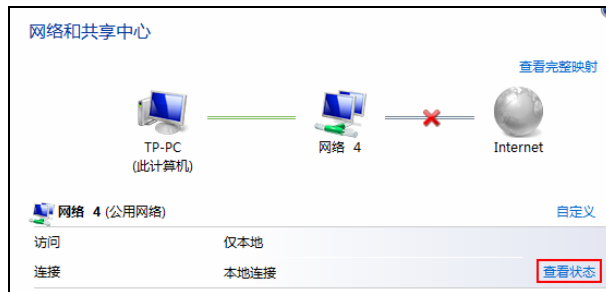 网络和共享中心
查看完整映射
TP-PC
(此计算机)
网络 4
Internet
网络 4 (公用网络)
自定义
访问
仅本地
连接
本地连接
查看状态